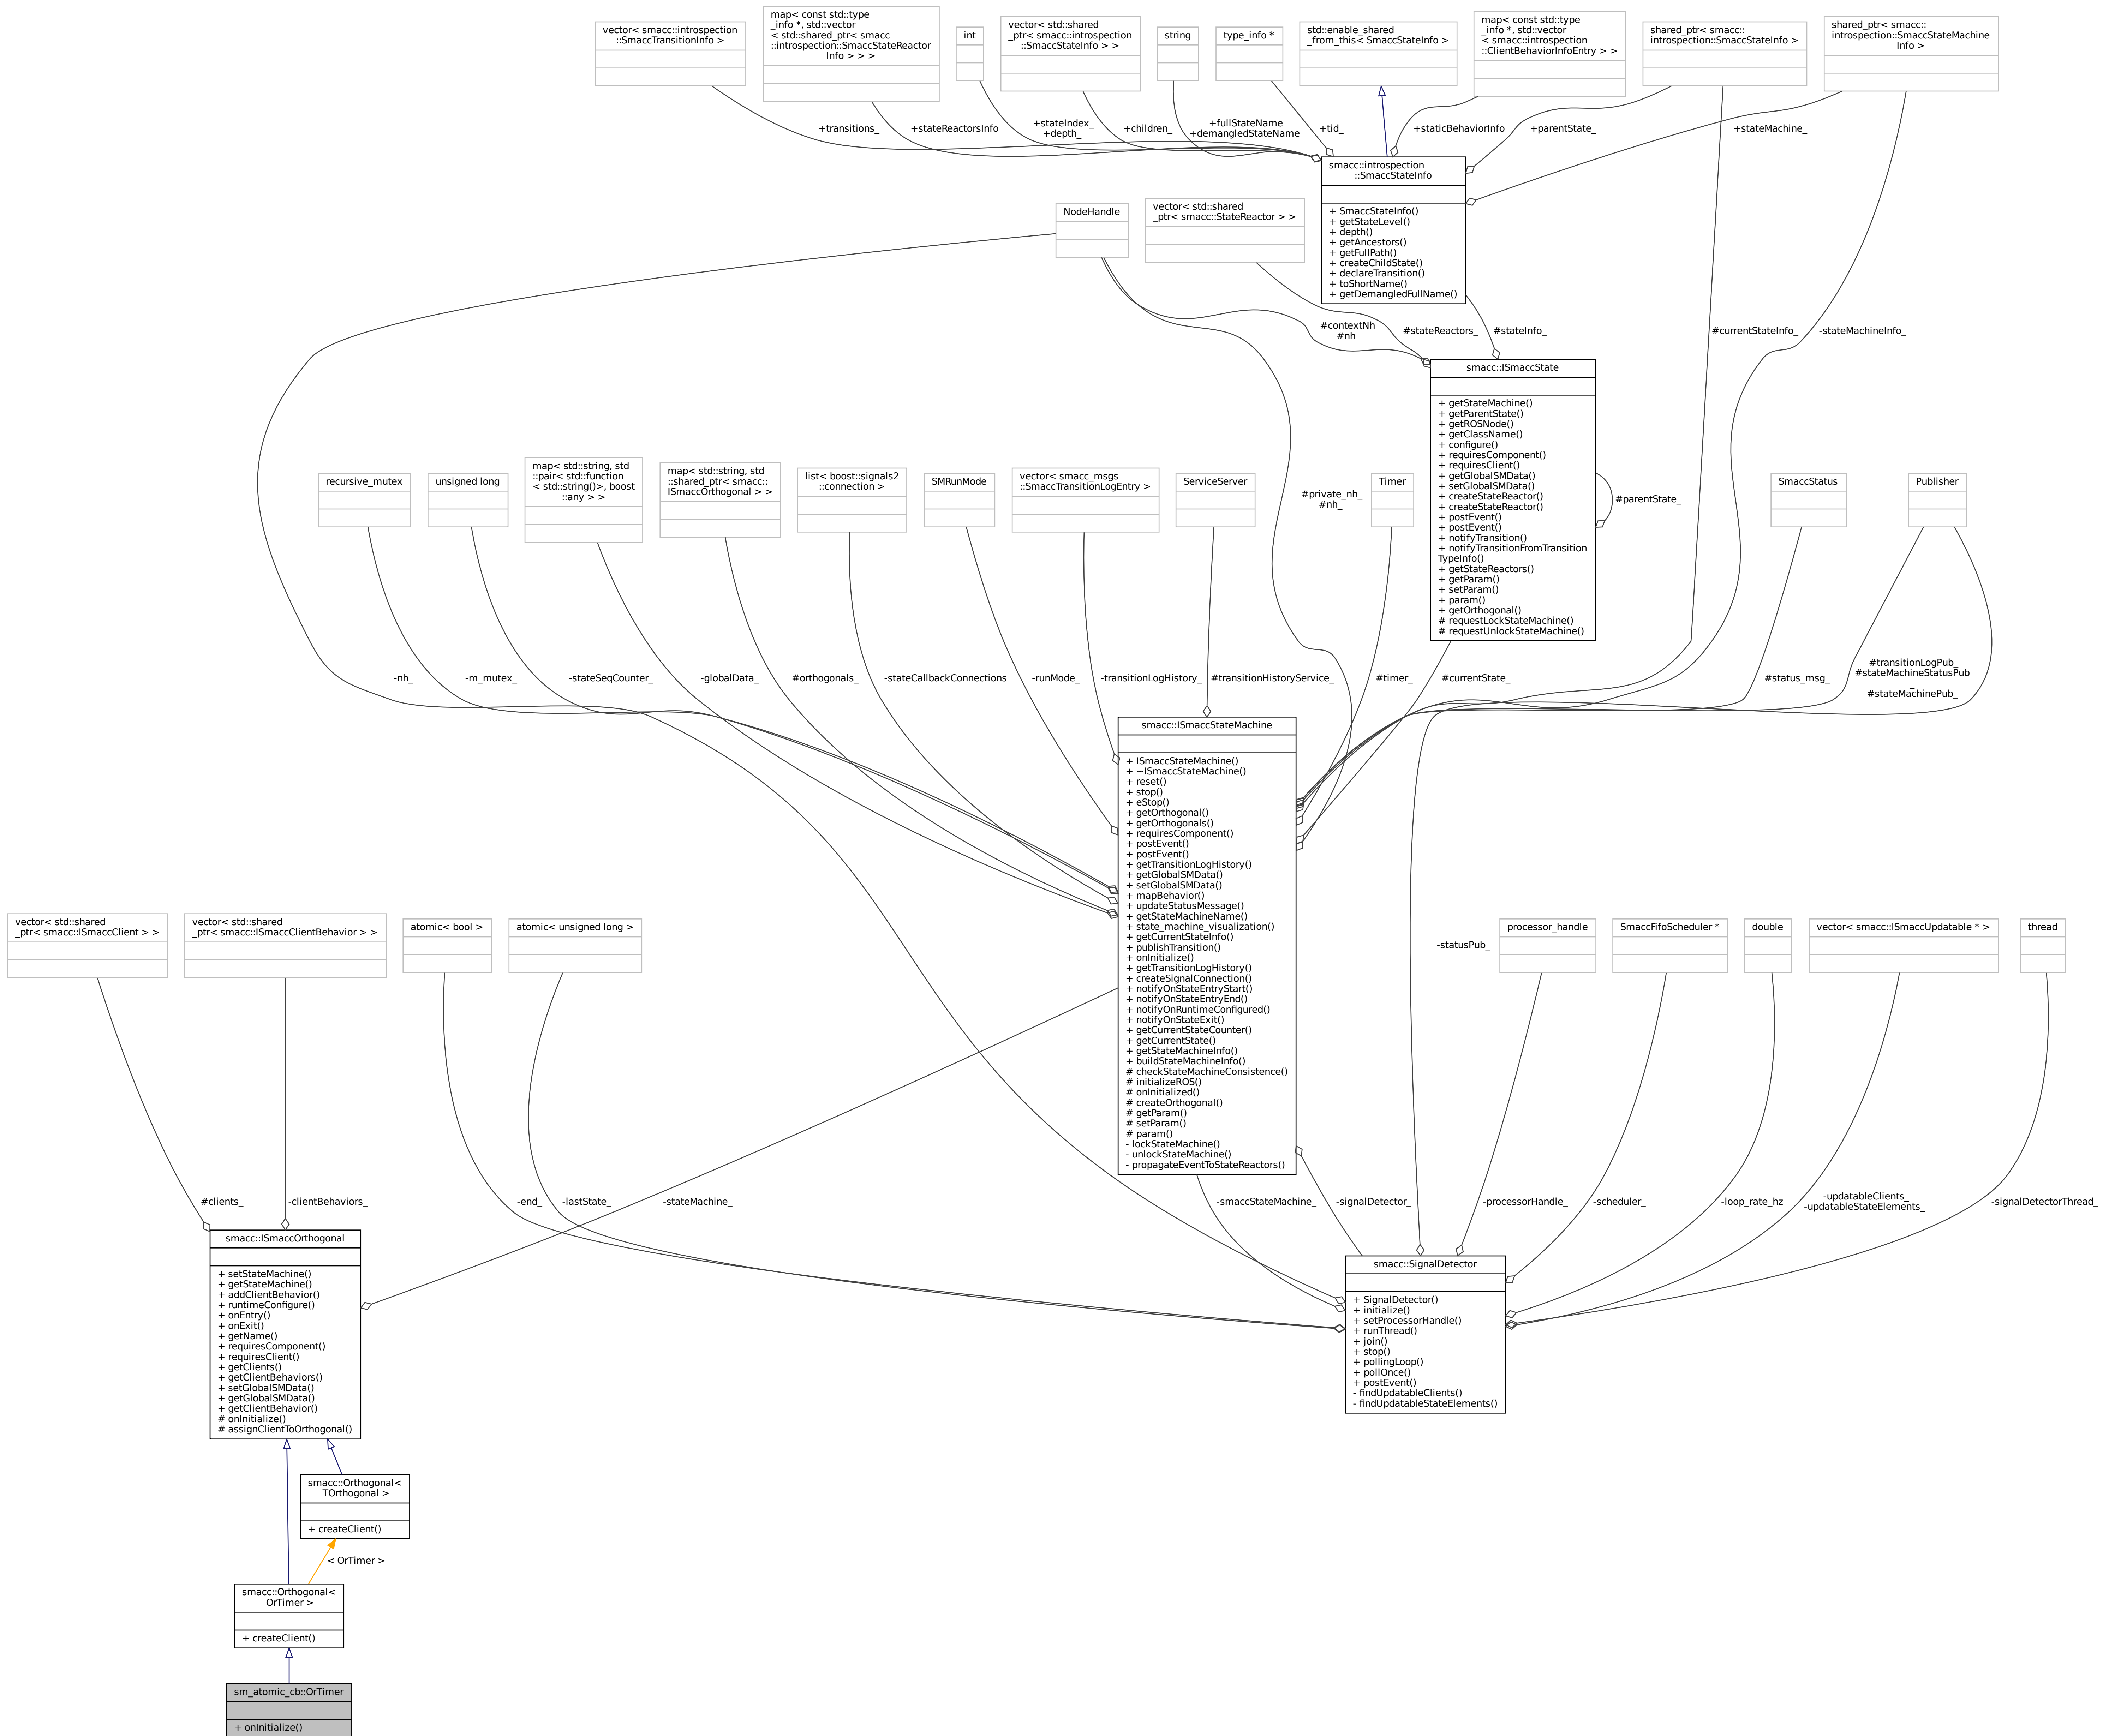 vector< smacc::introspection
::SmaccTransitionInfo >
map< const std::type
_info *, std::vector
< std::shared_ptr< smacc
::introspection::SmaccStateReactor
Info > > >
int
vector< std::shared
_ptr< smacc::introspection
::SmaccStateInfo > >
string
type_info *
std::enable_shared
_from_this< SmaccStateInfo >
map< const std::type
_info *, std::vector
< smacc::introspection
::ClientBehaviorInfoEntry > >
shared_ptr< smacc::
introspection::SmaccStateInfo >
shared_ptr< smacc::
introspection::SmaccStateMachine
Info >
+transitions_
+stateReactorsInfo
+stateIndex_
+depth_
+children_
+fullStateName
+demangledStateName
+tid_
+staticBehaviorInfo
+parentState_
+stateMachine_
smacc::introspection
::SmaccStateInfo
+ SmaccStateInfo()
+ getStateLevel()
+ depth()
+ getAncestors()
+ getFullPath()
+ createChildState()
+ declareTransition()
+ toShortName()
+ getDemangledFullName()
NodeHandle
vector< std::shared
_ptr< smacc::StateReactor > >
#contextNh
#nh
#stateReactors_
#stateInfo_
#currentStateInfo_
-stateMachineInfo_
smacc::ISmaccState
+ getStateMachine()
+ getParentState()
+ getROSNode()
+ getClassName()
+ configure()
+ requiresComponent()
+ requiresClient()
+ getGlobalSMData()
+ setGlobalSMData()
+ createStateReactor()
+ createStateReactor()
+ postEvent()
+ postEvent()
+ notifyTransition()
+ notifyTransitionFromTransition
TypeInfo()
+ getStateReactors()
+ getParam()
+ setParam()
+ param()
+ getOrthogonal()
# requestLockStateMachine()
# requestUnlockStateMachine()
#parentState_
recursive_mutex
unsigned long
map< std::string, std
::pair< std::function
< std::string()>, boost
::any > >
map< std::string, std
::shared_ptr< smacc::
ISmaccOrthogonal > >
list< boost::signals2
::connection >
SMRunMode
vector< smacc_msgs
::SmaccTransitionLogEntry >
ServiceServer
#private_nh_
#nh_
Timer
SmaccStatus
Publisher
-nh_
-m_mutex_
-stateSeqCounter_
-globalData_
#orthogonals_
-stateCallbackConnections
-runMode_
-transitionLogHistory_
#transitionHistoryService_
#timer_
#currentState_
#status_msg_
#transitionLogPub_
#stateMachineStatusPub
_
#stateMachinePub_
smacc::ISmaccStateMachine
+ ISmaccStateMachine()
+ ~ISmaccStateMachine()
+ reset()
+ stop()
+ eStop()
+ getOrthogonal()
+ getOrthogonals()
+ requiresComponent()
+ postEvent()
+ postEvent()
+ getTransitionLogHistory()
+ getGlobalSMData()
+ setGlobalSMData()
+ mapBehavior()
+ updateStatusMessage()
+ getStateMachineName()
+ state_machine_visualization()
+ getCurrentStateInfo()
+ publishTransition()
+ onInitialize()
+ getTransitionLogHistory()
+ createSignalConnection()
+ notifyOnStateEntryStart()
+ notifyOnStateEntryEnd()
+ notifyOnRuntimeConfigured()
+ notifyOnStateExit()
+ getCurrentStateCounter()
+ getCurrentState()
+ getStateMachineInfo()
+ buildStateMachineInfo()
# checkStateMachineConsistence()
# initializeROS()
# onInitialized()
# createOrthogonal()
# getParam()
# setParam()
# param()
- lockStateMachine()
- unlockStateMachine()
- propagateEventToStateReactors()
vector< std::shared
_ptr< smacc::ISmaccClient > >
vector< std::shared
_ptr< smacc::ISmaccClientBehavior > >
atomic< bool >
atomic< unsigned long >
-statusPub_
processor_handle
SmaccFifoScheduler *
double
vector< smacc::ISmaccUpdatable * >
thread
#clients_
-clientBehaviors_
-end_
-lastState_
-stateMachine_
-smaccStateMachine_
-signalDetector_
-processorHandle_
-scheduler_
-loop_rate_hz
-updatableClients_
-updatableStateElements_
-signalDetectorThread_
smacc::ISmaccOrthogonal
+ setStateMachine()
+ getStateMachine()
+ addClientBehavior()
+ runtimeConfigure()
+ onEntry()
+ onExit()
+ getName()
+ requiresComponent()
+ requiresClient()
+ getClients()
+ getClientBehaviors()
+ setGlobalSMData()
+ getGlobalSMData()
+ getClientBehavior()
# onInitialize()
# assignClientToOrthogonal()
smacc::SignalDetector
+ SignalDetector()
+ initialize()
+ setProcessorHandle()
+ runThread()
+ join()
+ stop()
+ pollingLoop()
+ pollOnce()
+ postEvent()
- findUpdatableClients()
- findUpdatableStateElements()
smacc::Orthogonal<
TOrthogonal >
+ createClient()
< OrTimer >
smacc::Orthogonal<
OrTimer >
+ createClient()
sm_atomic_cb::OrTimer
+ onInitialize()